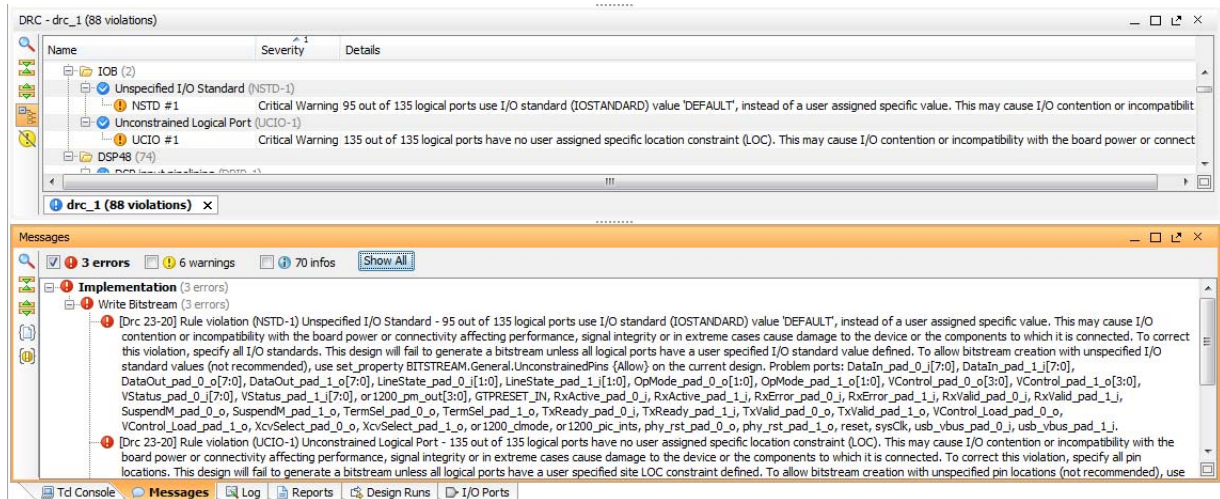 DRC - drc_1 (88 violations)
Name Severity 1 Details
IOB (2)
Unspecified I/O Standard (NSTD-1)
NSTD #1 Critical Warning 95 out of 135 logical ports use I/O standard (IOSTANDARD) value 'DEFAULT', instead of a user assigned specific value. This may cause I/O contention or incompatibilit
Unconstrained Logical Port (UCIO-1)
UCIO #1 Critical Warning 135 out of 135 logical ports have no user assigned specific location constraint (LOC). This may cause I/O contention or incompatibility with the board power or connect
DSP48 (74)
drc_1 (88 violations)
Messages
3 errors 6 warnings 70 infos Show All
Implementation (3 errors)
Write Bitstream (3 errors)
[Drc 23-20] Rule violation (NSTD-1) Unspecified I/O Standard - 95 out of 135 logical ports use I/O standard (IOSTANDARD) value 'DEFAULT', instead of a user assigned specific value. This may cause I/O
contention or incompatibility with the board power or connectivity affecting performance, signal integrity or in extreme cases cause damage to the device or the components to which it is connected. To correct
this violation, specify all I/O standards. This design will fail to generate a bitstream unless all logical ports have a user specified I/O standard value defined. To allow bitstream creation with unspecified I/O
standard values (not recommended), use set_property BITSTREAM.General.UnconstrainedPins {Allow} on the current design. Problem ports: DataIn_pad_0_i[7:0], DataIn_pad_1_i[7:0],
DataOut_pad_0_o[7:0], DataOut_pad_1_o[7:0], LineState_pad_0_i[1:0], LineState_pad_1_i[1:0], OpMode_pad_0_o[1:0], OpMode_pad_1_o[1:0], VControl_pad_0_o[3:0], VControl_pad_1_o[3:0],
VStatus_pad_0_i[7:0], VStatus_pad_1_i[7:0], or1200_pm_out[3:0], GTPRESET_IN, RxActive_pad_0_i, RxActive_pad_1_i, RxError_pad_0_i, RxError_pad_1_i, RxValid_pad_0_i, RxValid_pad_1_i,
SuspendM_pad_0_o, SuspendM_pad_1_o, TermSel_pad_0_o, TermSel_pad_1_o, TxReady_pad_0_i, TxReady_pad_1_i, TxValid_pad_0_o, TxValid_pad_1_o, VControl_Load_pad_0_o,
VControl_Load_pad_1_o, XcvSelect_pad_0_o, XcvSelect_pad_1_o, or1200_clmode, or1200_pic_ints, phy_rst_pad_0_o, phy_rst_pad_1_o, reset, sysClk, usb_vbus_pad_0_i, usb_vbus_pad_1_i.
[Drc 23-20] Rule violation (UCIO-1) Unconstrained Logical Port - 135 out of 135 logical ports have no user assigned specific location constraint (LOC). This may cause I/O contention or incompatibility with the
board power or connectivity affecting performance, signal integrity or in extreme cases cause damage to the device or the components to which it is connected. To correct this violation, specify all pin
locations. This design will fail to generate a bitstream unless all logical ports have a user specified site LOC constraint defined. To allow bitstream creation with unspecified pin locations (not recommended), use
Tcl Console Messages Log Reports Design Runs I/O Ports